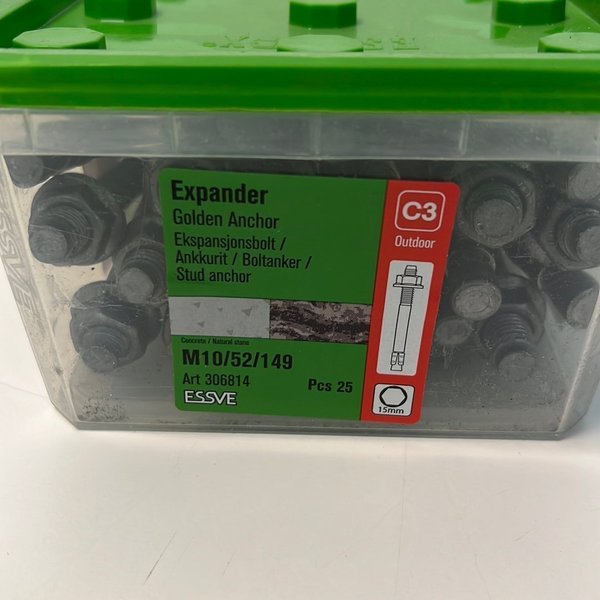 Expander
Golden Anchor
Ekspansjonsbolt /
Ankkurit / Boltanker /
Stud anchor
C3
Outdoor
Concrete / Natural stone
M10/52/149
Art 306814
Pcs 25
ESSVE
15mm
ESSVE